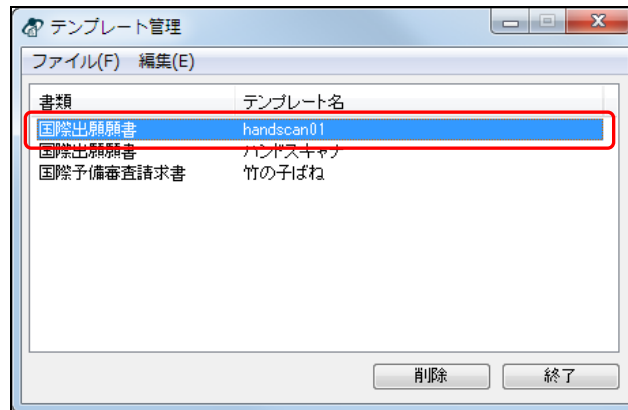 テンプレート管理
ファイル(F) 編集(E)
書類 テンプレート名
国際出願願書 handscan01
国際出願願書 ハンドスキャナ
国際予備審査請求書 竹の子ばね
削除 終了